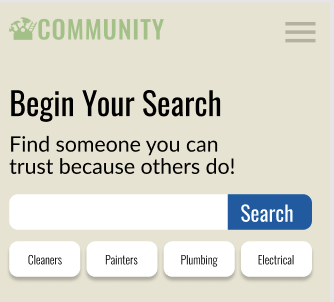 COMMUNITY
Begin Your Search
Find someone you can
trust because others do!
Search
Cleaners Painters Plumbing Electrical